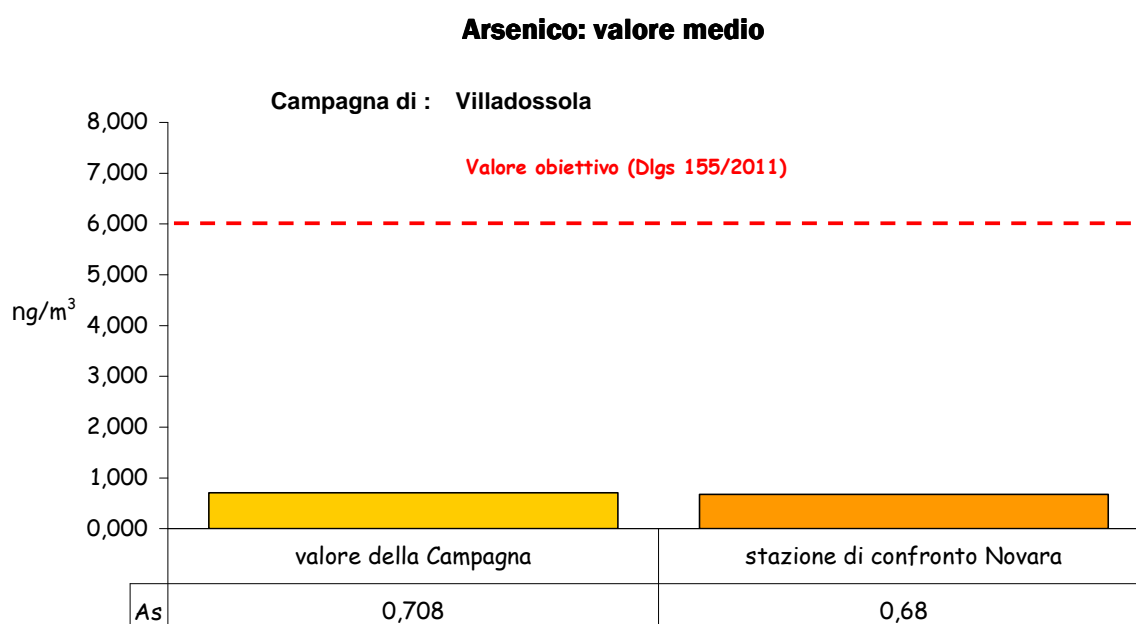 Arsenico: valore medio
Campagna di : Villadossola
Valore obiettivo (Dlgs 155/2011)
8,000
7,000
6,000
5,000
4,000
3,000
2,000
1,000
0,000
ng/m³
valore della Campagna stazione di confronto Novara
As 0,708 0,68